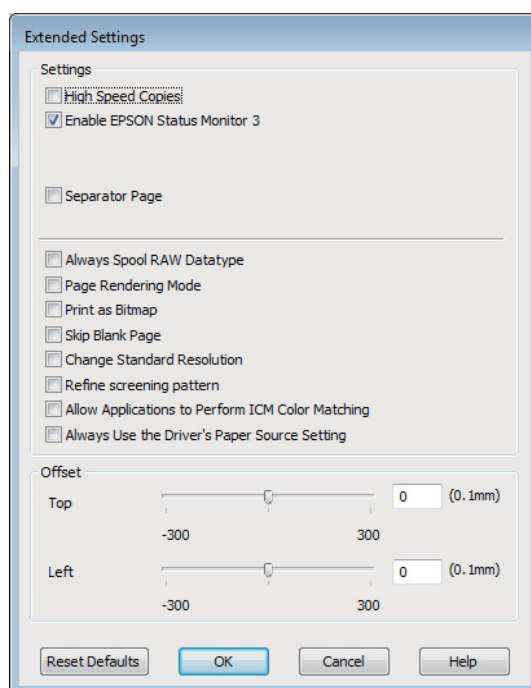 Extended Settings
Settings
High Speed Copies
Enable EPSON Status Monitor 3
Separator Page
Always Spool RAW Datatype
Page Rendering Mode
Print as Bitmap
Skip Blank Page
Change Standard Resolution
Refine screening pattern
Allow Applications to Perform ICM Color Matching
Always Use the Driver's Paper Source Setting
Offset
Top 0 (0.1mm)
-300 300
Left 0 (0.1mm)
-300 300
Reset Defaults OK Cancel Help